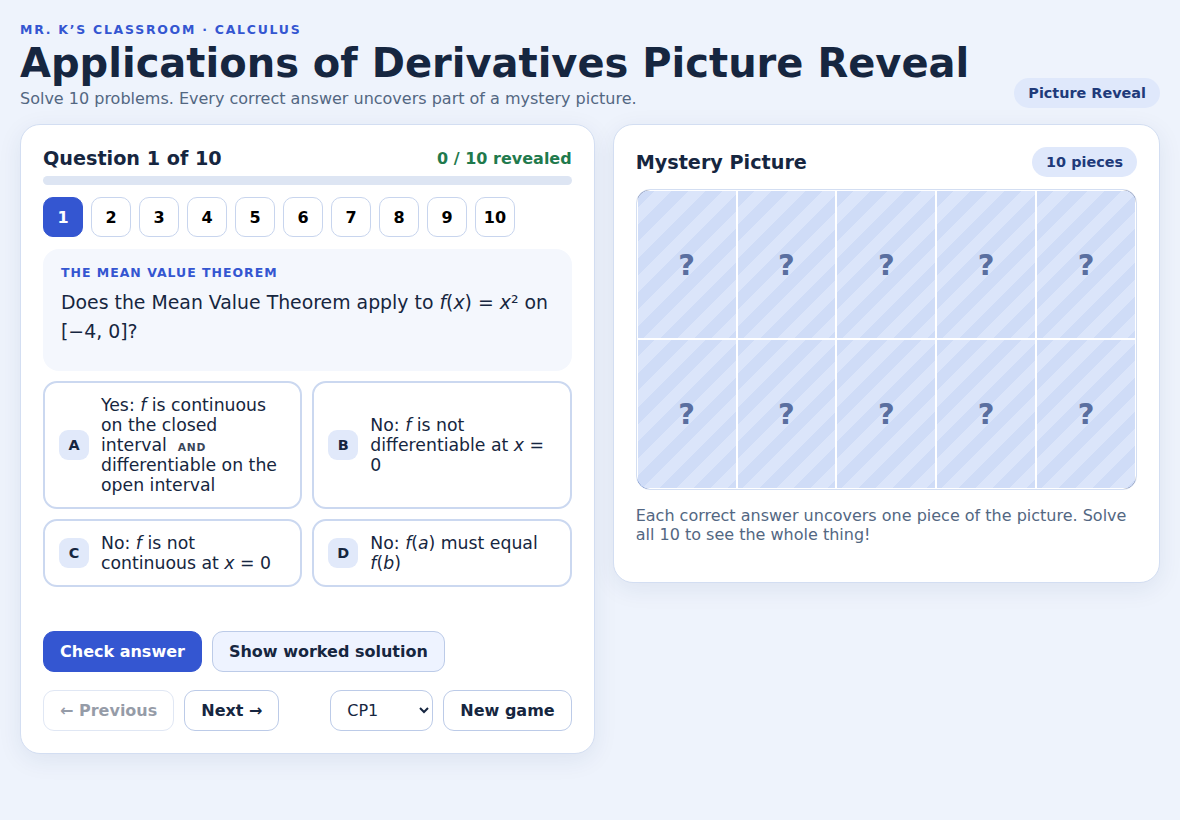 MR. K’S CLASSROOM · CALCULUS
Applications of Derivatives Picture Reveal
Solve 10 problems. Every correct answer uncovers part of a mystery picture.
Picture Reveal
Question 1 of 10
0 / 10 revealed
1 2 3 4 5 6 7 8 9 10
THE MEAN VALUE THEOREM
Does the Mean Value Theorem apply to f(x) = x² on
[−4, 0]?
A
Yes: f is continuous
on the closed
interval AND
differentiable on the
open interval
B
No: f is not
differentiable at x =
0
C
No: f is not
continuous at x = 0
D
No: f(a) must equal
f(b)
Check answer
Show worked solution
← Previous
Next →
CP1
New game
Mystery Picture
10 pieces
? ? ? ? ?
? ? ? ? ?
Each correct answer uncovers one piece of the picture. Solve
all 10 to see the whole thing!